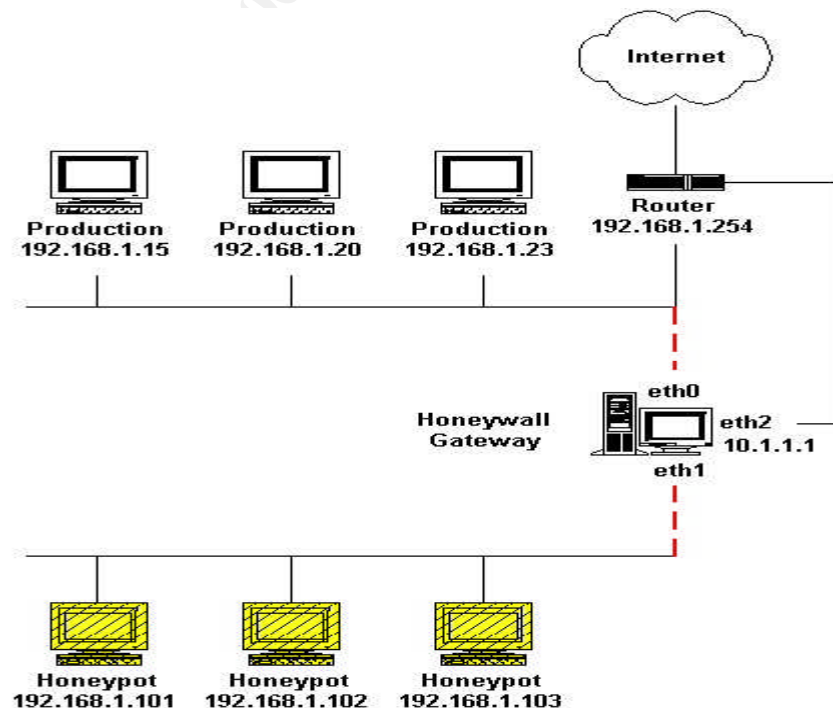 Internet
Production
192.168.1.15
Production
192.168.1.20
Production
192.168.1.23
Router
192.168.1.254
Honeywall
Gateway
eth0
eth2
10.1.1.1
eth1
Honeypot
192.168.1.101
Honeypot
192.168.1.102
Honeypot
192.168.1.103